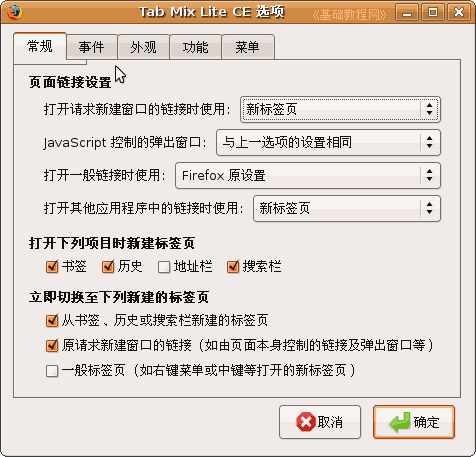 Tab Mix Lite CE 选项
《基础教程网》
常规 事件 外观 功能 菜单
页面链接设置
打开请求新建窗口的链接时使用： 新标签页
JavaScript 控制的弹出窗口： 与上一选项的设置相同
打开一般链接时使用： Firefox 原设置
打开其他应用程序中的链接时使用： 新标签页
打开下列项目时新建标签页
书签 历史 地址栏 搜索栏
立即切换至下列新建的标签页
从书签、历史或搜索栏新建的标签页
原请求新建窗口的链接（如由页面本身控制的链接及弹出窗口等）
一般标签页（如右键菜单或中键等打开的新标签页）
取消 确定